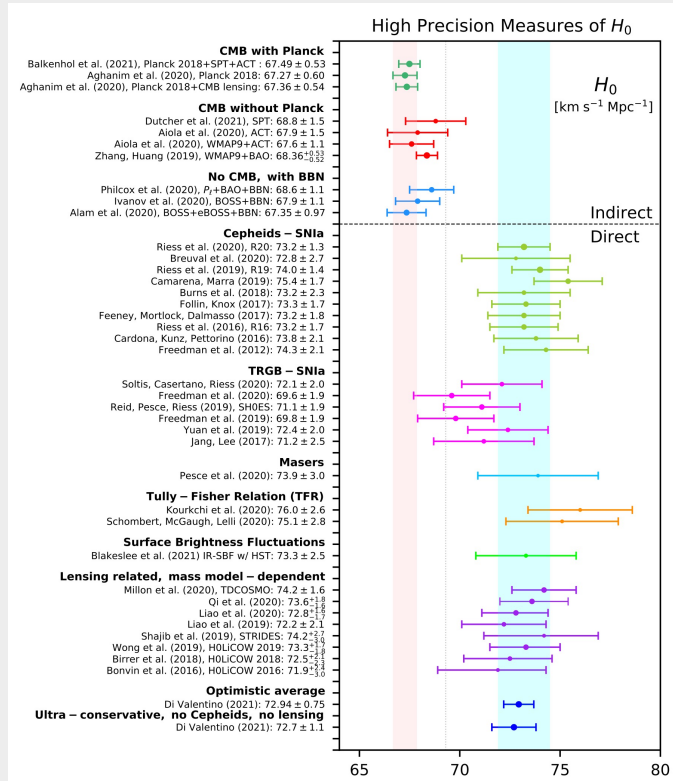 High Precision Measures of H₀
CMB with Planck
Balkenhol et al. (2021), Planck 2018+SPT+ACT : 67.49 ± 0.53
Aghanim et al. (2020), Planck 2018: 67.27 ± 0.60
Aghanim et al. (2020), Planck 2018+CMB lensing: 67.36 ± 0.54
H₀
[km s⁻¹ Mpc⁻¹]
CMB without Planck
Dutcher et al. (2021), SPT: 68.8 ± 1.5
Aiola et al. (2020), ACT: 67.9 ± 1.5
Aiola et al. (2020), WMAP9+ACT: 67.6 ± 1.1
Zhang, Huang (2019), WMAP9+BAO: 68.36+0.53−0.52
No CMB, with BBN
Philcox et al. (2020), Pℓ+BAO+BBN: 68.6 ± 1.1
Ivanov et al. (2020), BOSS+BBN: 67.9 ± 1.1
Alam et al. (2020), BOSS+eBOSS+BBN: 67.35 ± 0.97
Indirect
Direct
Cepheids − SNIa
Riess et al. (2020), R20: 73.2 ± 1.3
Breuval et al. (2020): 72.8 ± 2.7
Riess et al. (2019), R19: 74.0 ± 1.4
Camarena, Marra (2019): 75.4 ± 1.7
Burns et al. (2018): 73.2 ± 2.3
Follin, Knox (2017): 73.3 ± 1.7
Feeney, Mortlock, Dalmasso (2017): 73.2 ± 1.8
Riess et al. (2016), R16: 73.2 ± 1.7
Cardona, Kunz, Pettorino (2016): 73.8 ± 2.1
Freedman et al. (2012): 74.3 ± 2.1
TRGB − SNIa
Soltis, Casertano, Riess (2020): 72.1 ± 2.0
Freedman et al. (2020): 69.6 ± 1.9
Reid, Pesce, Riess (2019), SH0ES: 71.1 ± 1.9
Freedman et al. (2019): 69.8 ± 1.9
Yuan et al. (2019): 72.4 ± 2.0
Jang, Lee (2017): 71.2 ± 2.5
Masers
Pesce et al. (2020): 73.9 ± 3.0
Tully − Fisher Relation (TFR)
Kourkchi et al. (2020): 76.0 ± 2.6
Schombert, McGaugh, Lelli (2020): 75.1 ± 2.8
Surface Brightness Fluctuations
Blakeslee et al. (2021) IR-SBF w/ HST: 73.3 ± 2.5
Lensing related, mass model − dependent
Millon et al. (2020), TDCOSMO: 74.2 ± 1.6
Qi et al. (2020): 73.6+1.8−1.6
Liao et al. (2020): 72.8+1.6−1.7
Liao et al. (2019): 72.2 ± 2.1
Shajib et al. (2019), STRIDES: 74.2+2.7−3.0
Wong et al. (2019), H0LiCOW 2019: 73.3+1.7−1.8
Birrer et al. (2018), H0LiCOW 2018: 72.5+2.1−2.3
Bonvin et al. (2016), H0LiCOW 2016: 71.9+2.4−3.0
Optimistic average
Di Valentino (2021): 72.94 ± 0.75
Ultra − conservative, no Cepheids, no lensing
Di Valentino (2021): 72.7 ± 1.1
65 70 75 80